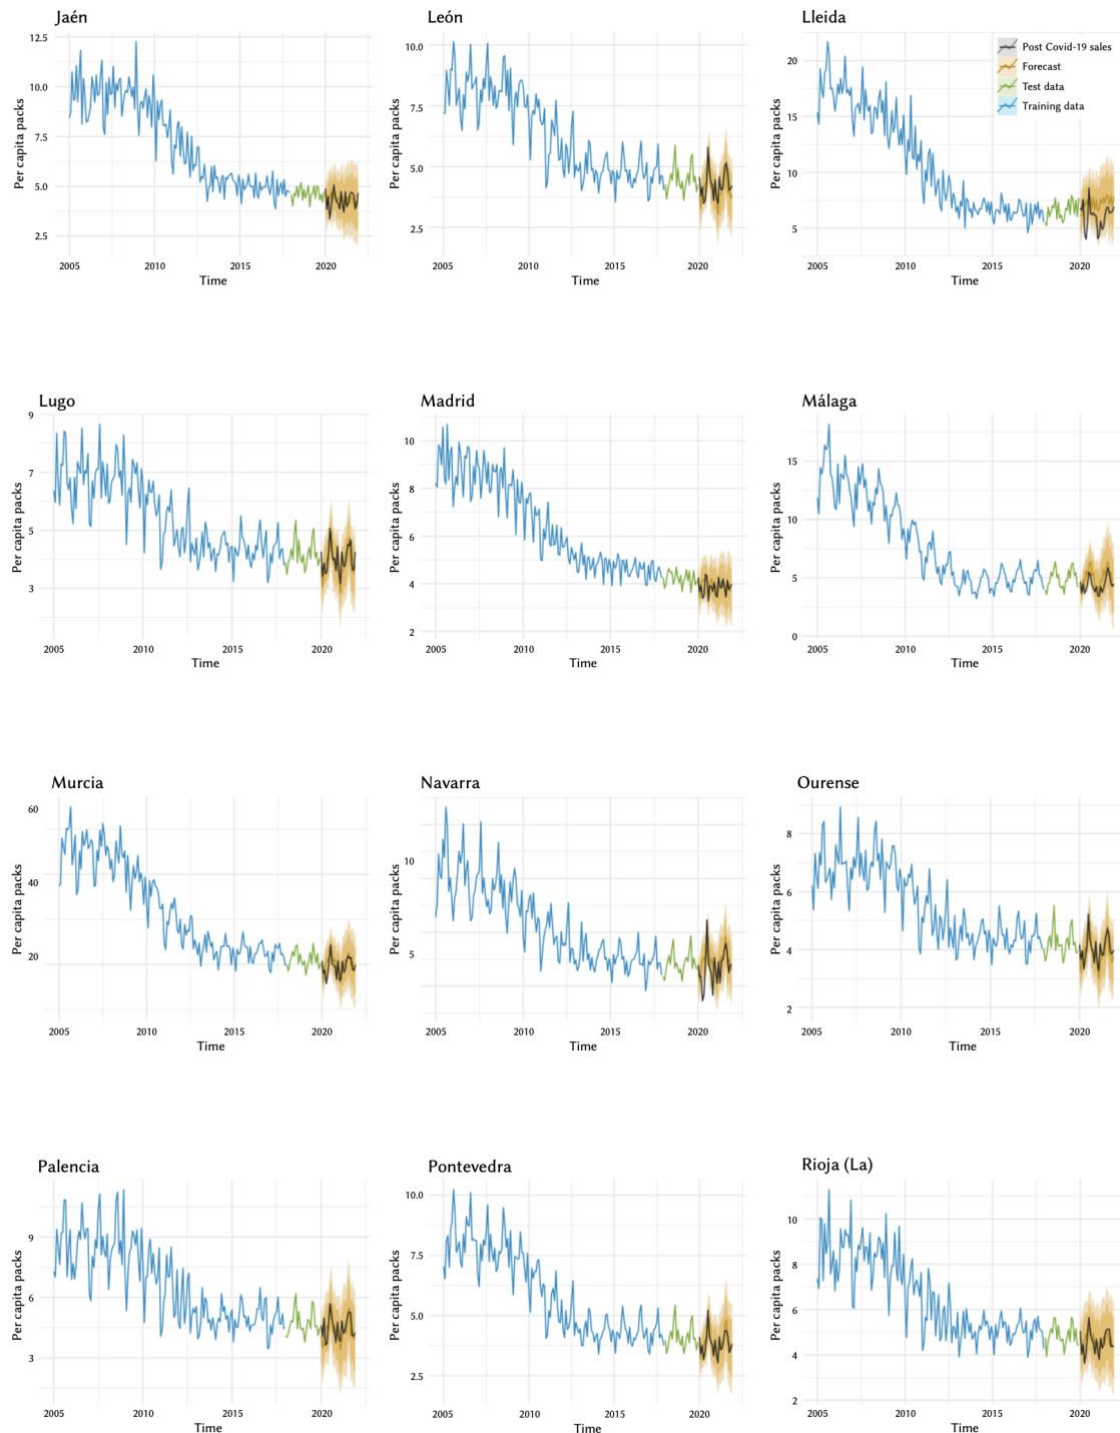 Jaén
12.5
10.0
7.5
5.0
2.5
Per capita packs
2005 2010 2015 2020
Time
León
10.0
7.5
5.0
2.5
Per capita packs
2005 2010 2015 2020
Time
Lleida
20
15
10
5
Per capita packs
2005 2010 2015 2020
Time
Post Covid-19 sales
Forecast
Test data
Training data
Lugo
9
7
5
3
Per capita packs
2005 2010 2015 2020
Time
Madrid
10
8
6
4
2
Per capita packs
2005 2010 2015 2020
Time
Málaga
15
10
5
0
Per capita packs
2005 2010 2015 2020
Time
Murcia
60
40
20
Per capita packs
2005 2010 2015 2020
Time
Navarra
10
5
Per capita packs
2005 2010 2015 2020
Time
Ourense
8
6
4
2
Per capita packs
2005 2010 2015 2020
Time
Palencia
9
6
3
Per capita packs
2005 2010 2015 2020
Time
Pontevedra
10.0
7.5
5.0
2.5
Per capita packs
2005 2010 2015 2020
Time
Rioja (La)
10
8
6
4
2
Per capita packs
2005 2010 2015 2020
Time